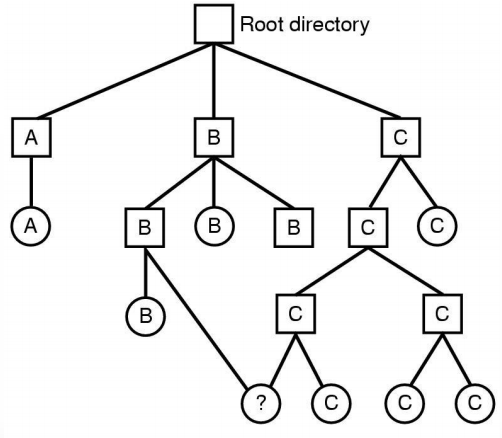 Root directory
A B C
A B B B C C
B C C
? C C C